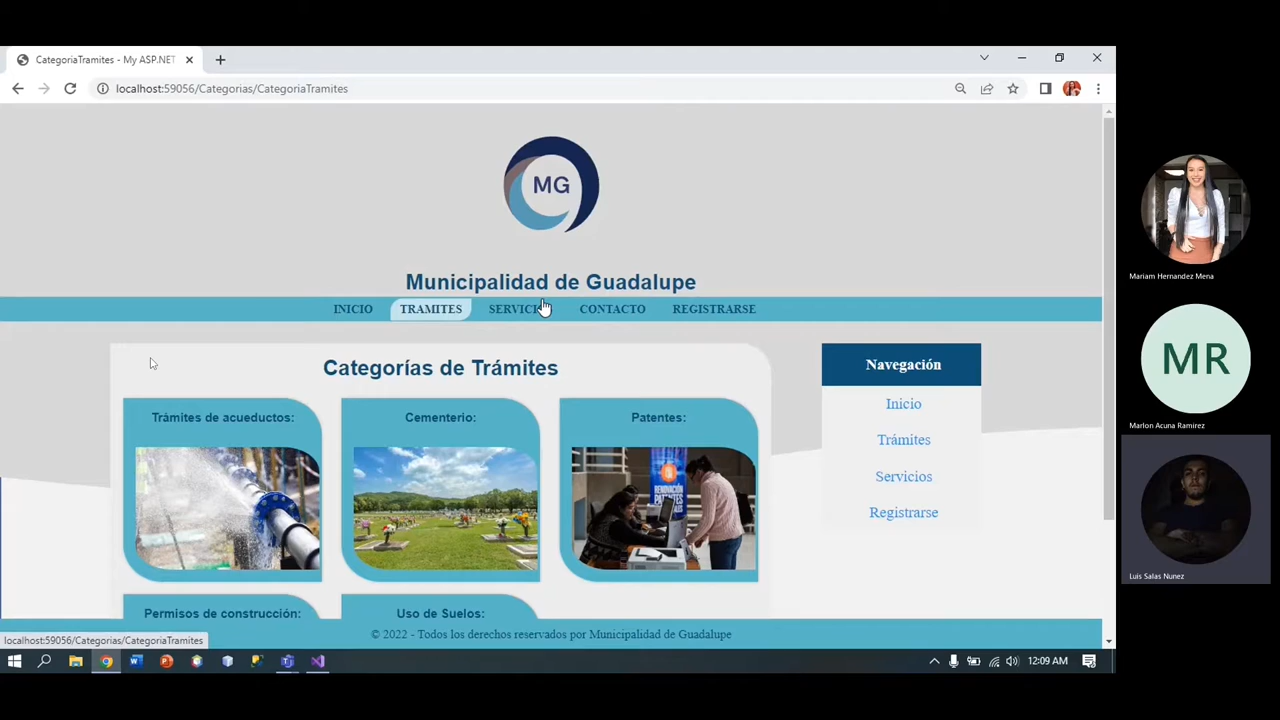 CategoriaTramites - My ASP.NET
localhost:59056/Categorias/CategoriaTramites
MG
Municipalidad de Guadalupe
INICIO TRAMITES SERVICI CONTACTO REGISTRARSE
Categorías de Trámites
Trámites de acueductos:
Cementerio:
Patentes:
RENOVACIÓN
PATENTES
Permisos de construcción:
Uso de Suelos:
Navegación
Inicio
Trámites
Servicios
Registrarse
© 2022 - Todos los derechos reservados por Municipalidad de Guadalupe
localhost:59056/Categorias/CategoriaTramites
12:09 AM
Mariam Hernandez Mena
MR
Marlon Acuna Ramirez
Luis Salas Nunez